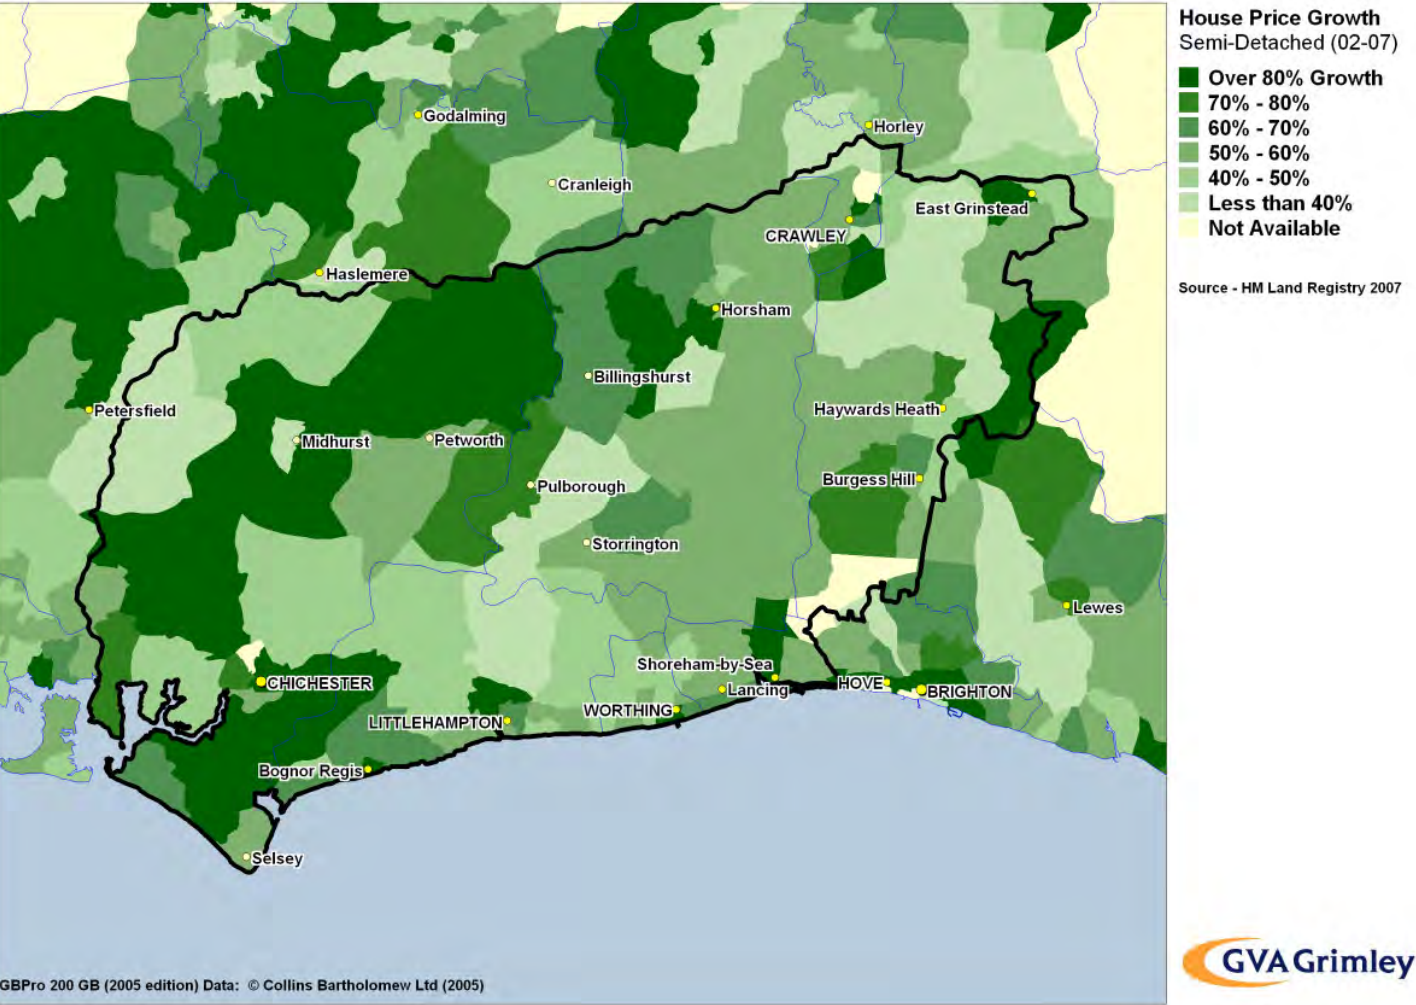 House Price Growth
Semi-Detached (02-07)
Over 80% Growth
70% - 80%
60% - 70%
50% - 60%
40% - 50%
Less than 40%
Not Available
Source - HM Land Registry 2007
Godalming
Horley
Cranleigh
East Grinstead
CRAWLEY
Haslemere
Horsham
Billingshurst
Petersfield
Haywards Heath
Midhurst
Petworth
Burgess Hill
Pulborough
Storrington
Lewes
Shoreham-by-Sea
CHICHESTER
Lancing
HOVE
BRIGHTON
WORTHING
LITTLEHAMPTON
Bognor Regis
Selsey
GVA Grimley
GBPro 200 GB (2005 edition) Data: © Collins Bartholomew Ltd (2005)